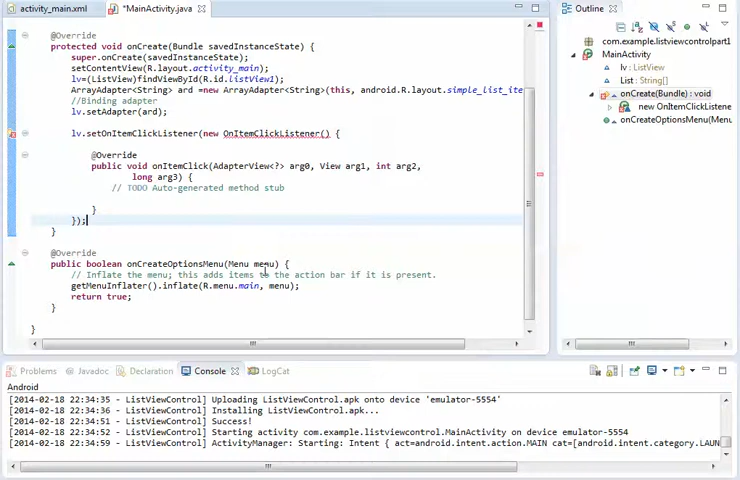 activity_main.xml
*MainActivity.java
@Override
protected void onCreate(Bundle savedInstanceState) {
super.onCreate(savedInstanceState);
setContentView(R.layout.activity_main);
lv=(ListView)findViewById(R.id.listView1);
ArrayAdapter<String> ard =new ArrayAdapter<String>(this, android.R.layout.simple_list_ite
//Binding adapter
lv.setAdapter(ard);
lv.setOnItemClickListener(new OnItemClickListener() {
@Override
public void onItemClick(AdapterView<?> arg0, View arg1, int arg2,
long arg3) {
// TODO Auto-generated method stub
}
});
}
@Override
public boolean onCreateOptionsMenu(Menu menu) {
// Inflate the menu; this adds items to the action bar if it is present.
getMenuInflater().inflate(R.menu.main, menu);
return true;
}
}
Outline
com.example.listviewcontrolpart1
MainActivity
lv : ListView
List : String[]
onCreate(Bundle) : void
new OnItemClickListene
onCreateOptionsMenu(Menu
Problems
Javadoc
Declaration
Console
LogCat
Android
[2014-02-18 22:34:35 - ListViewControl] Uploading ListViewControl.apk onto device 'emulator-5554'
[2014-02-18 22:34:36 - ListViewControl] Installing ListViewControl.apk...
[2014-02-18 22:34:51 - ListViewControl] Success!
[2014-02-18 22:34:52 - ListViewControl] Starting activity com.example.listviewcontrol.MainActivity on device emulator-5554
[2014-02-18 22:34:59 - ListViewControl] ActivityManager: Starting: Intent { act=android.intent.action.MAIN cat=[android.intent.category.LAUN